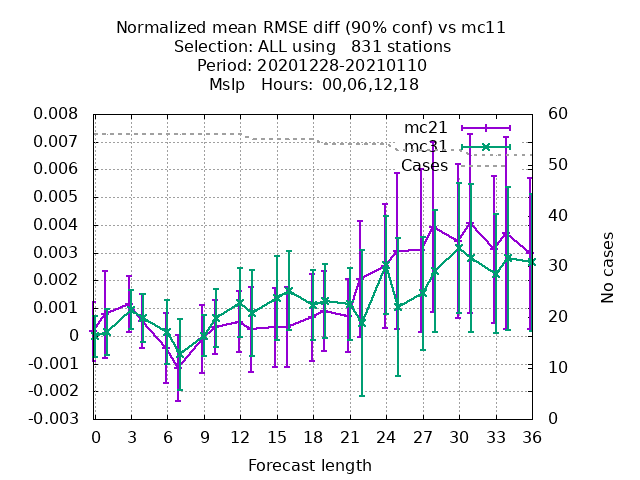 Normalized mean RMSE diff (90% conf) vs mc11
Selection: ALL using   831 stations
Period: 20201228-20210110
Mslp   Hours: 00,06,12,18
0.008
0.007
0.006
0.005
0.004
0.003
0.002
0.001
0
-0.001
-0.002
-0.003
60
50
40
30
20
10
0
mc21
mc31
Cases
No cases
0 3 6 9 12 15 18 21 24 27 30 33 36
Forecast length